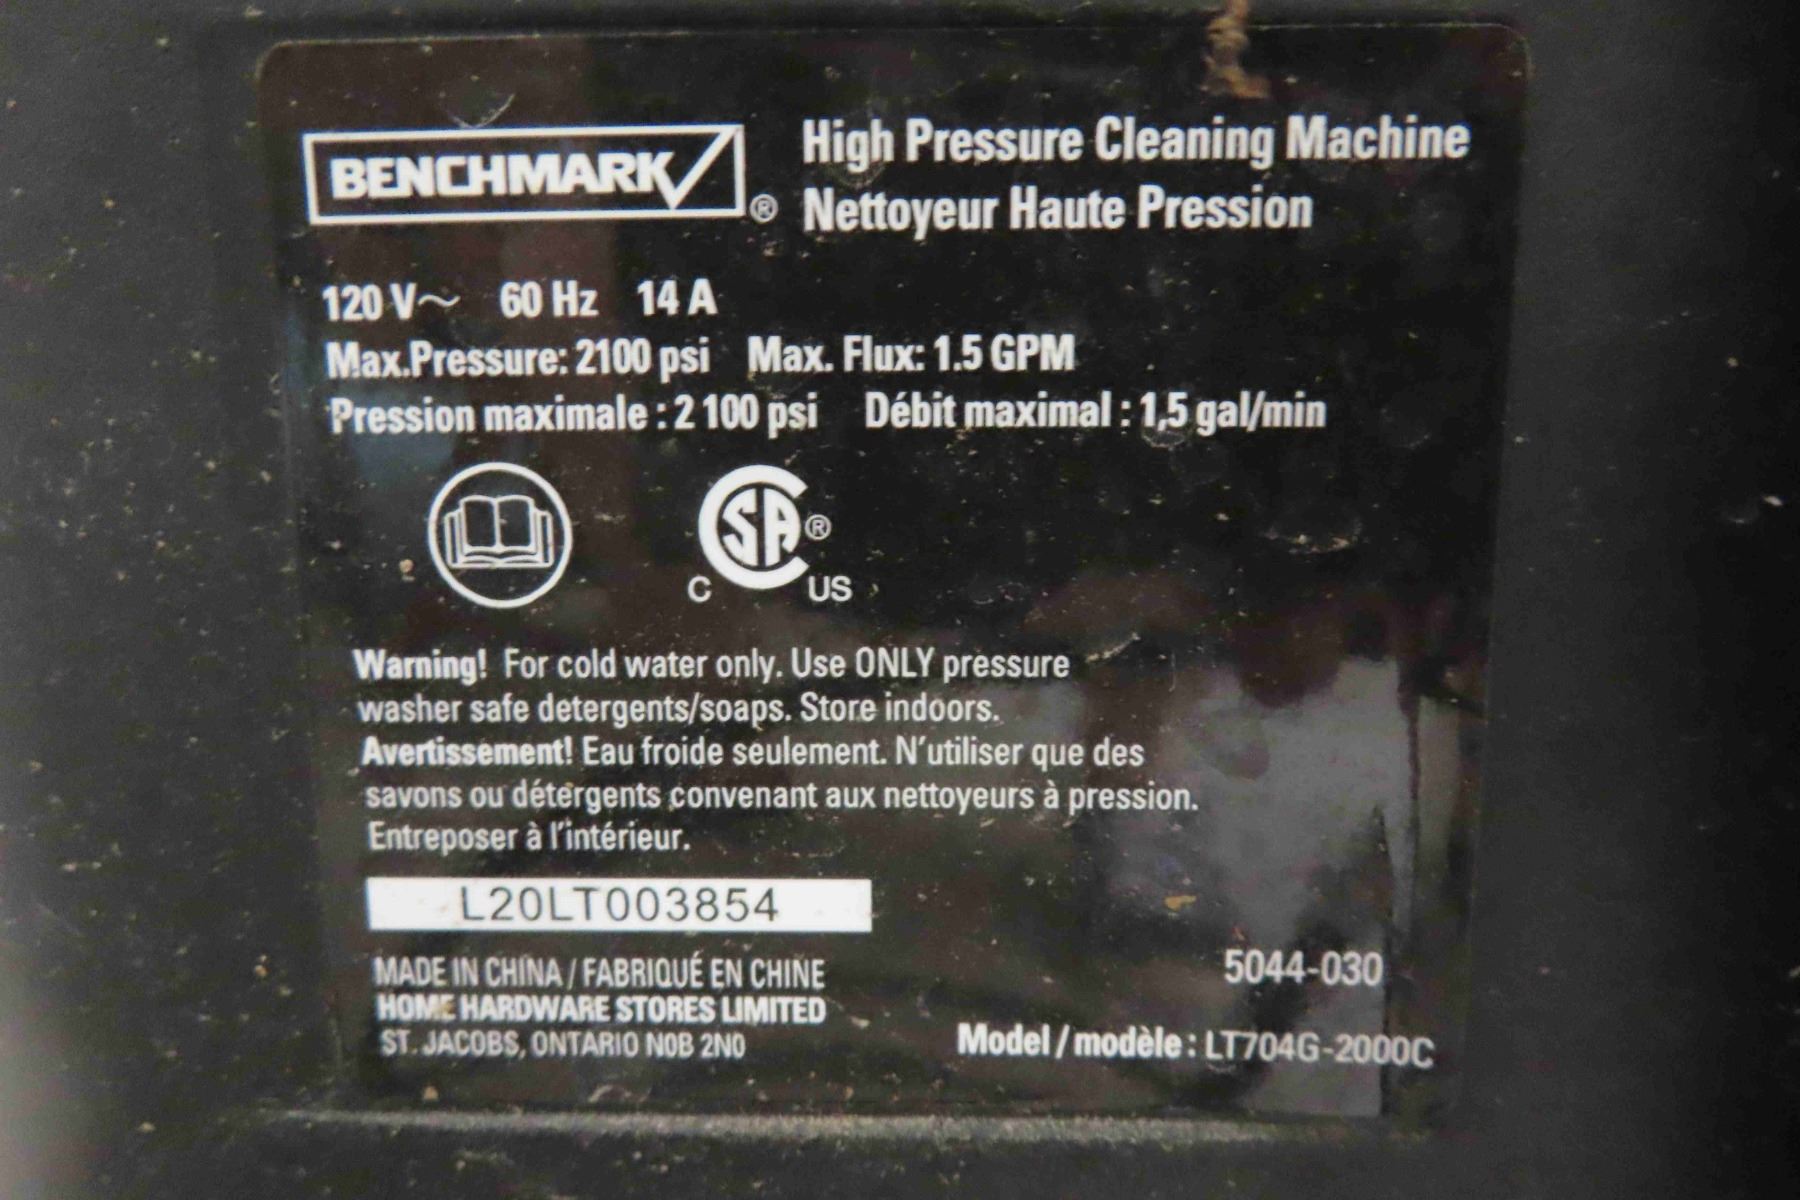 BENCHMARK®
High Pressure Cleaning Machine
Nettoyeur Haute Pression
120 V~ 60 Hz 14 A
Max.Pressure: 2100 psi Max. Flux: 1.5 GPM
Pression maximale : 2 100 psi Débit maximal : 1,5 gal/min
CSA®
C US
Warning! For cold water only. Use ONLY pressure
washer safe detergents/soaps. Store indoors.
Avertissement! Eau froide seulement. N'utiliser que des
savons ou détergents convenant aux nettoyeurs à pression.
Entreposer à l'intérieur.
L20LT003854
MADE IN CHINA / FABRIQUÉ EN CHINE
HOME HARDWARE STORES LIMITED
ST. JACOBS, ONTARIO N0B 2N0
5044-030
Model / modèle : LT704G-2000C